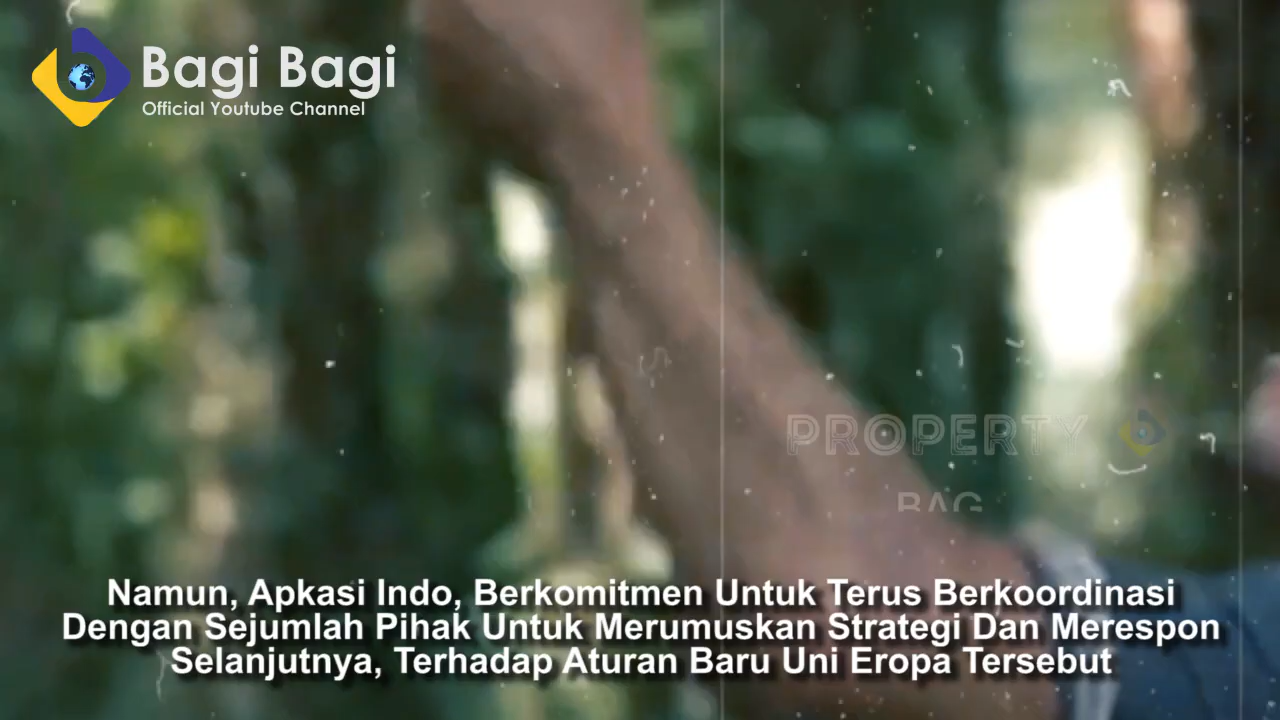 Bagi Bagi
Official Youtube Channel
PROPERTY
BAG
Namun, Apkasi Indo, Berkomitmen Untuk Terus Berkoordinasi
Dengan Sejumlah Pihak Untuk Merumuskan Strategi Dan Merespon
Selanjutnya, Terhadap Aturan Baru Uni Eropa Tersebut